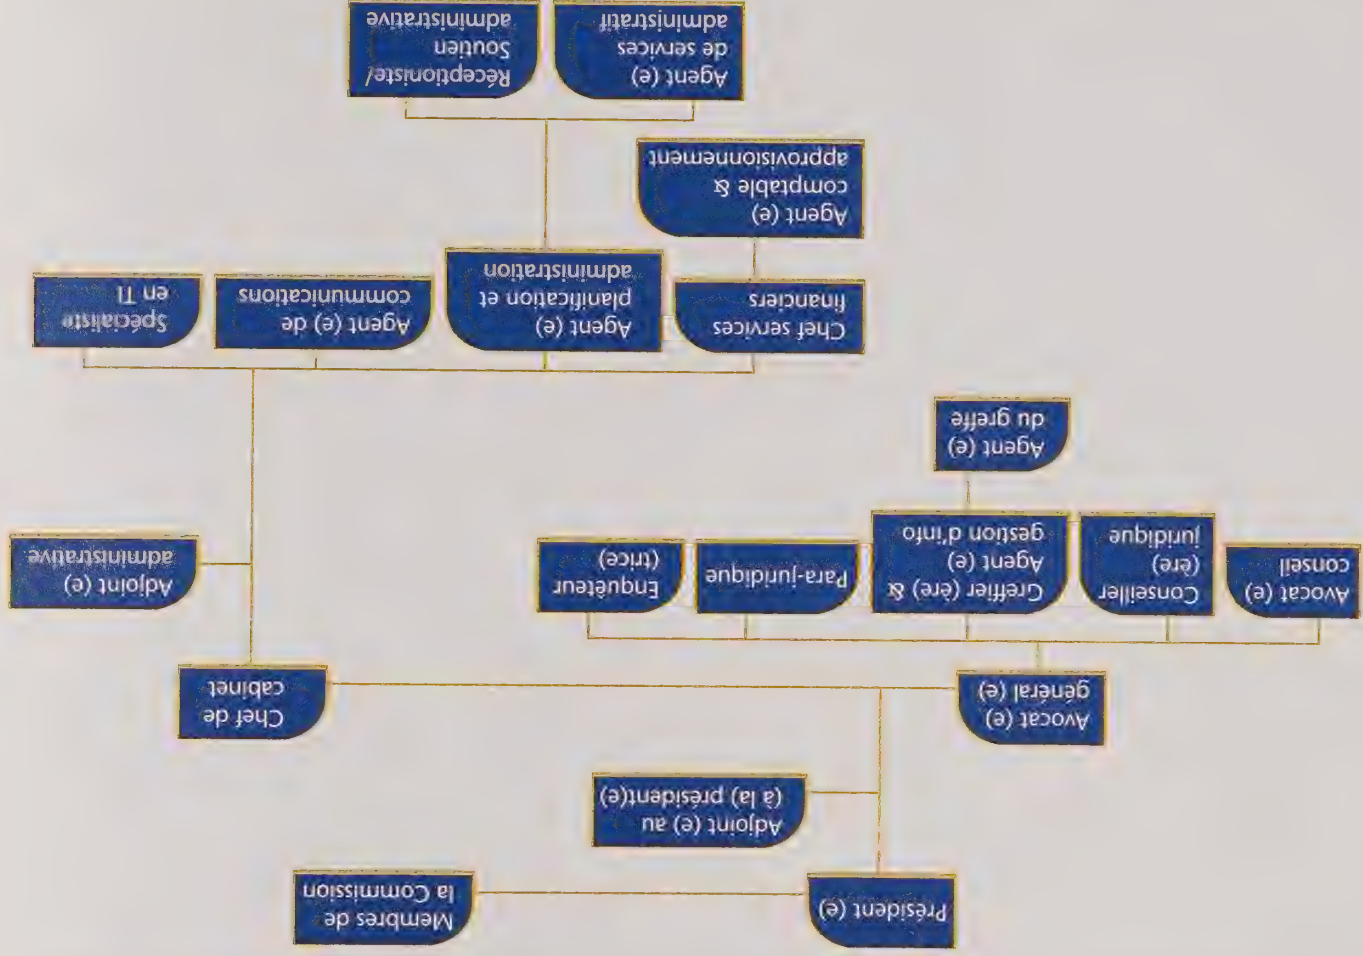 Président (e)
Membres de
la Commission
Adjoint (e) au
(à la) président(e)
Avocat (e)
général (e)
Chef de
cabinet
Avocat (e)
conseil
Conseiller
(ère)
juridique
Greffier (ère) &
Agent (e)
gestion d'info
Para-juridique
Enquêteur
(trice)
Adjoint (e)
administrative
Agent (e)
du greffe
Chef services
financiers
Agent (e)
planification et
administration
Agent (e) de
communications
Spécialiste
en TI
Agent (e)
comptable &
approvisionnement
Agent (e)
de services
administratif
Réceptioniste/
Soutien
administrative